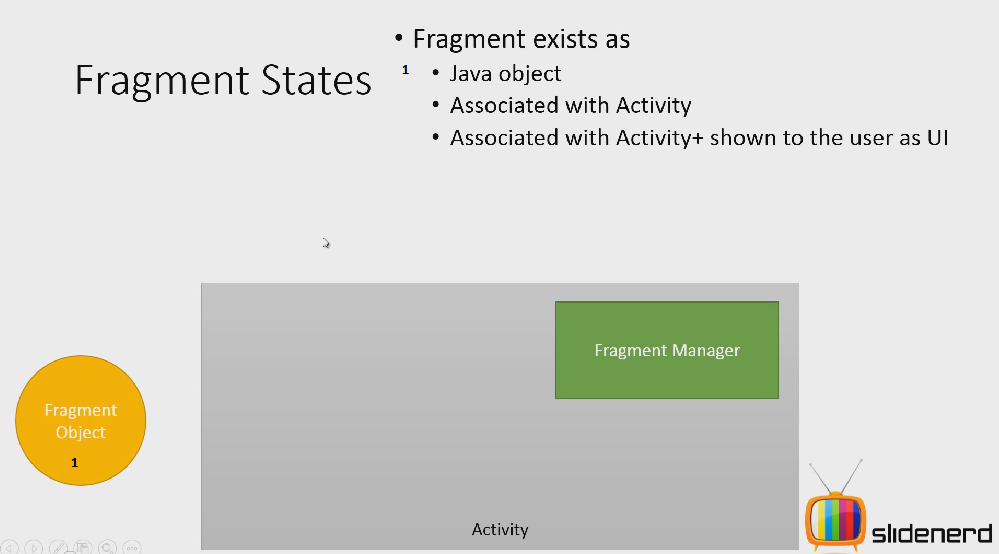 Fragment States
• Fragment exists as
1 • Java object
• Associated with Activity
• Associated with Activity+ shown to the user as UI
Fragment Manager
Fragment
Object
1
Activity
slidenerd